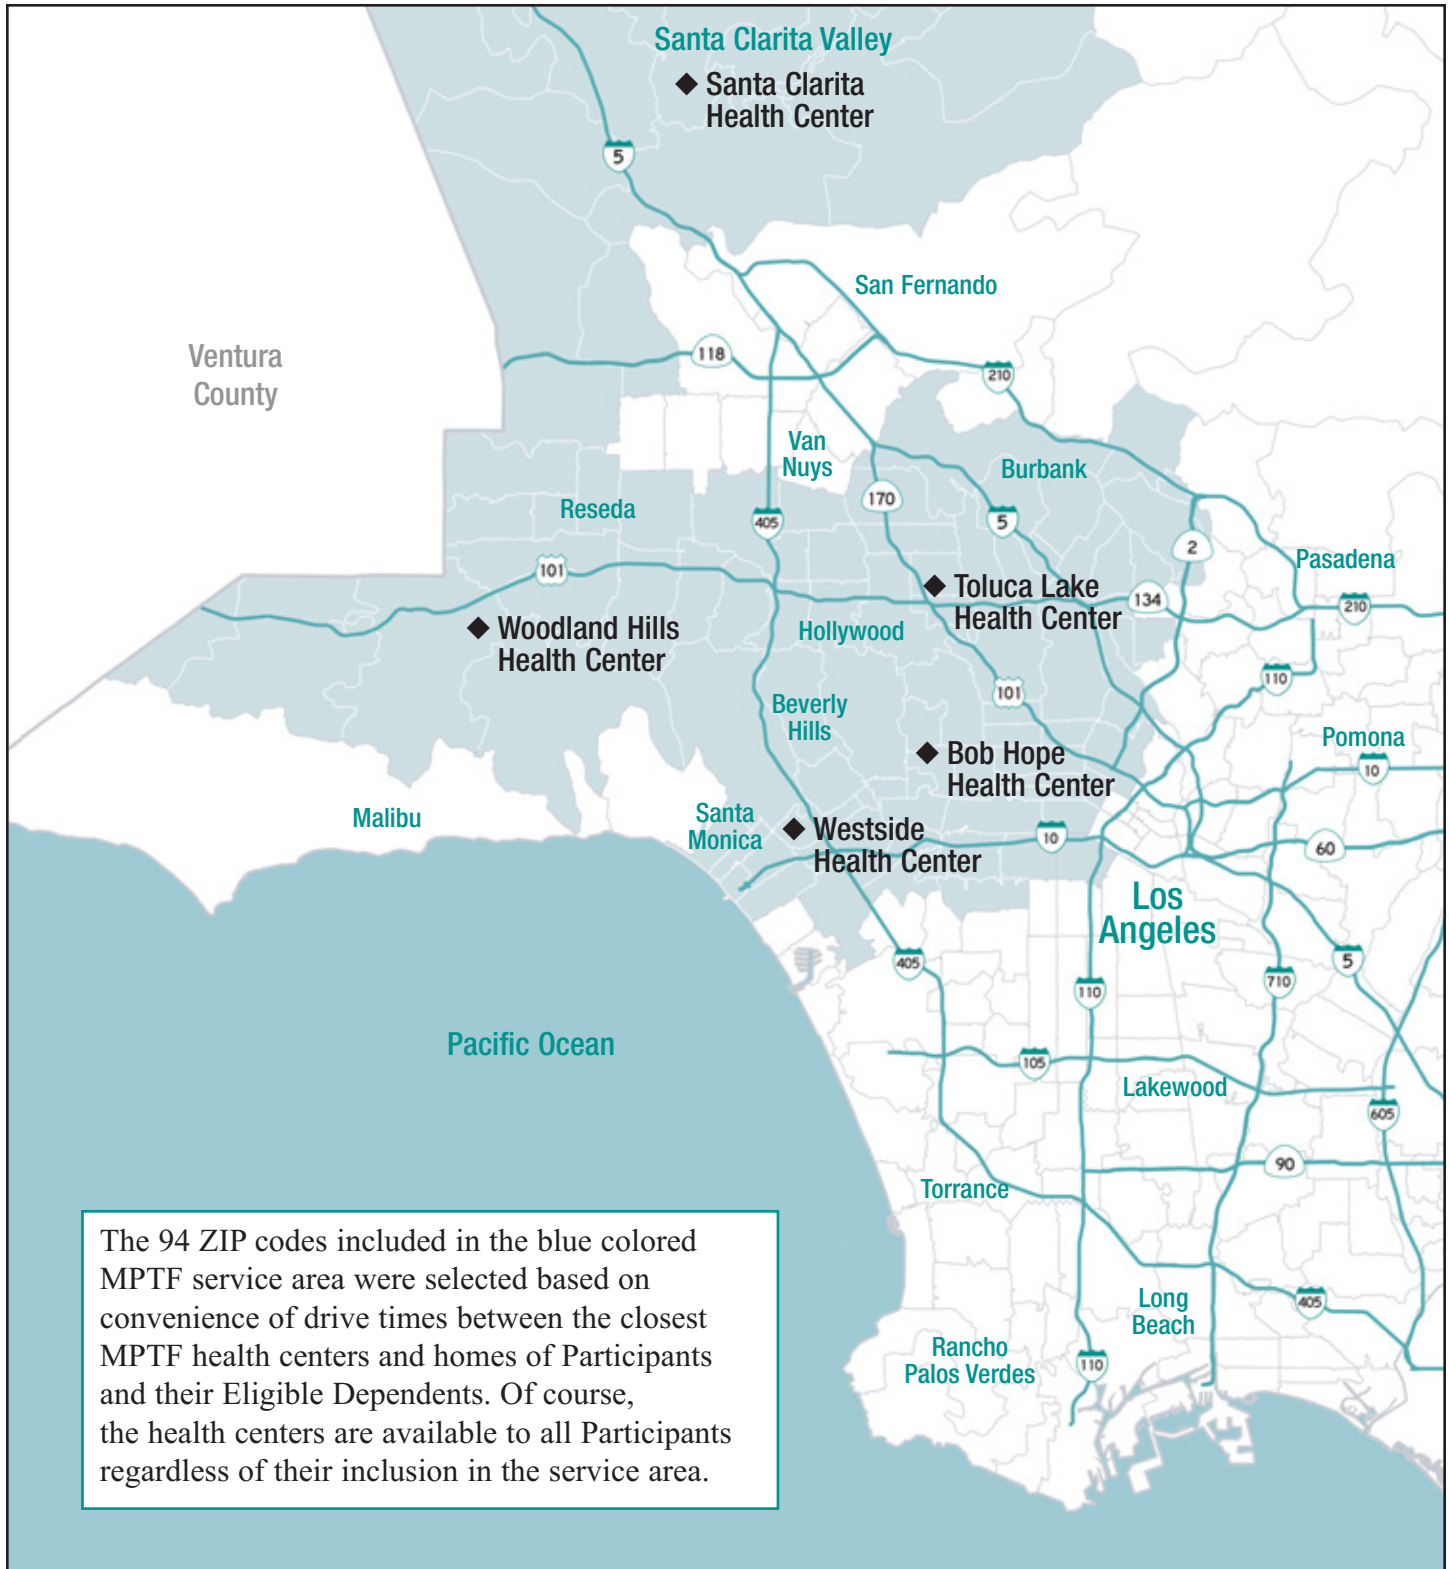 Santa Clarita Valley
Santa Clarita
Health Center
5
San Fernando
Ventura
County
118
210
Van
Nuys
Burbank
170
Reseda
405
5
2
101
Pasadena
Toluca Lake
Health Center
134
210
Woodland Hills
Health Center
Hollywood
110
101
Beverly
Hills
Pomona
Bob Hope
Health Center
10
Malibu
Santa
Monica
Westside
Health Center
10
60
Los
Angeles
405
5
110
710
Pacific Ocean
105
Lakewood
605
90
Torrance
The 94 ZIP codes included in the blue colored
MPTF service area were selected based on
convenience of drive times between the closest
MPTF health centers and homes of Participants
and their Eligible Dependents. Of course,
the health centers are available to all Participants
regardless of their inclusion in the service area.
Long
Beach
405
Rancho
Palos Verdes
110